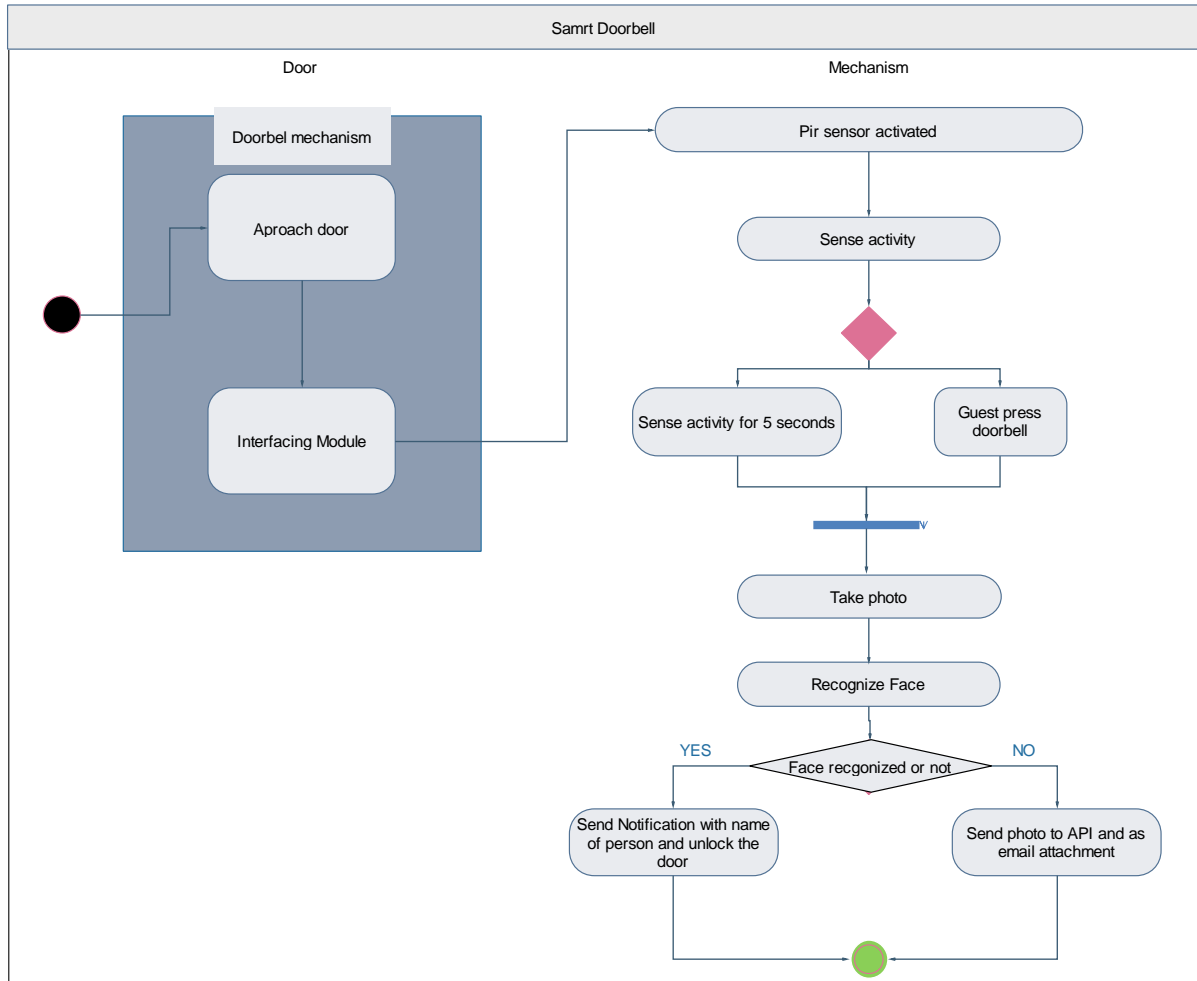 Samrt Doorbell
Door
Mechanism
Doorbel mechanism
Aproach door
Interfacing Module
Pir sensor activated
Sense activity
Sense activity for 5 seconds
Guest press
doorbell
Take photo
Recognize Face
YES
Face recgonized or not
NO
Send Notification with name
of person and unlock the
door
Send photo to API and as
email attachment